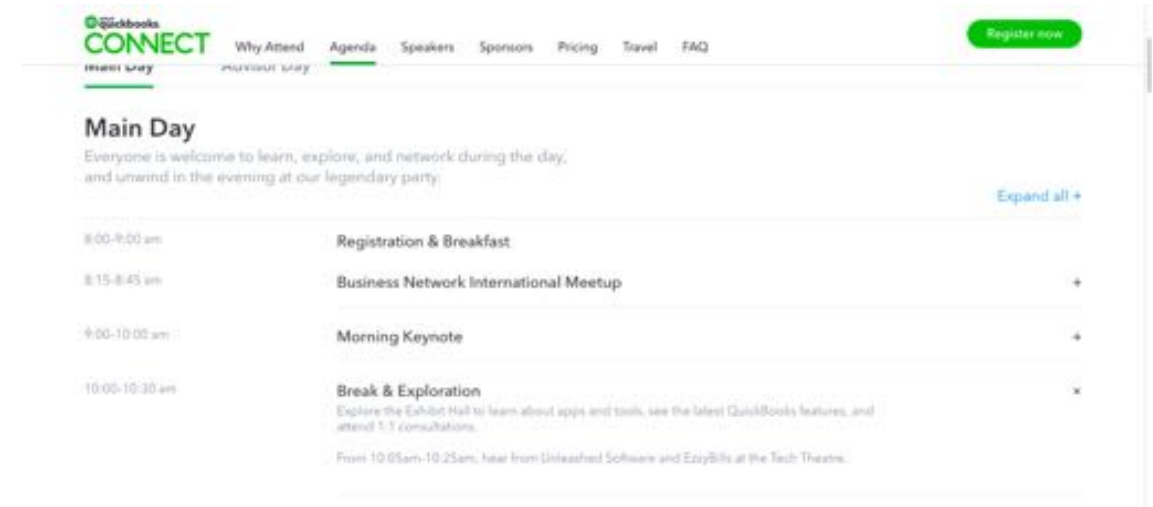 quickbooks.
CONNECT Why Attend Agenda Speakers Sponsors Pricing Travel FAQ Register now
Main Day Advisor Day
Main Day
Everyone is welcome to learn, explore, and network during the day,
and unwind in the evening at our legendary party.
Expand all +
8:00-9:00 am Registration & Breakfast
8:15-8:45 am Business Network International Meetup +
9:00-10:00 am Morning Keynote +
10:00-10:30 am Break & Exploration ×
Explore the Exhibit Hall to learn about apps and tools, see the latest QuickBooks features, and
attend 1:1 consultations.
From 10:05am-10:25am, hear from Unleashed Software and EzzyBills at the Tech Theatre.